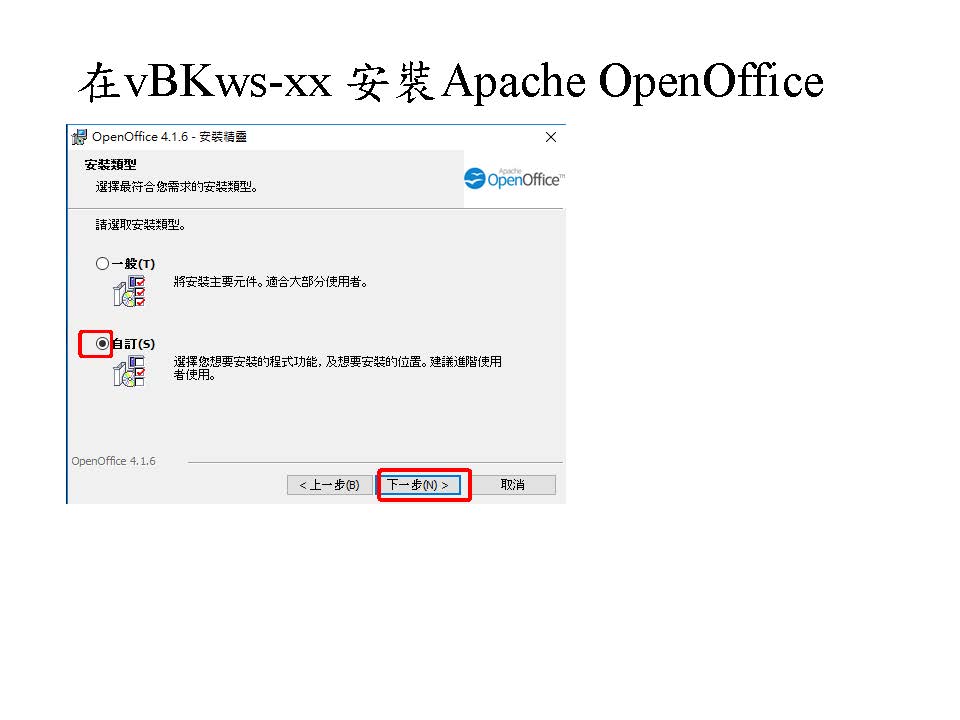 在vBKws-xx 安裝Apache OpenOffice
OpenOffice 4.1.6 - 安裝精靈
安裝類型
選擇最符合您需求的安裝類型。
Apache
OpenOffice™
請選取安裝類型。
一般(T)
將安裝主要元件。適合大部分使用者。
自訂(S)
選擇您想要安裝的程式功能，及想要安裝的位置。建議進階使用
者使用。
OpenOffice 4.1.6
< 上一步(B)
下一步(N) >
取消